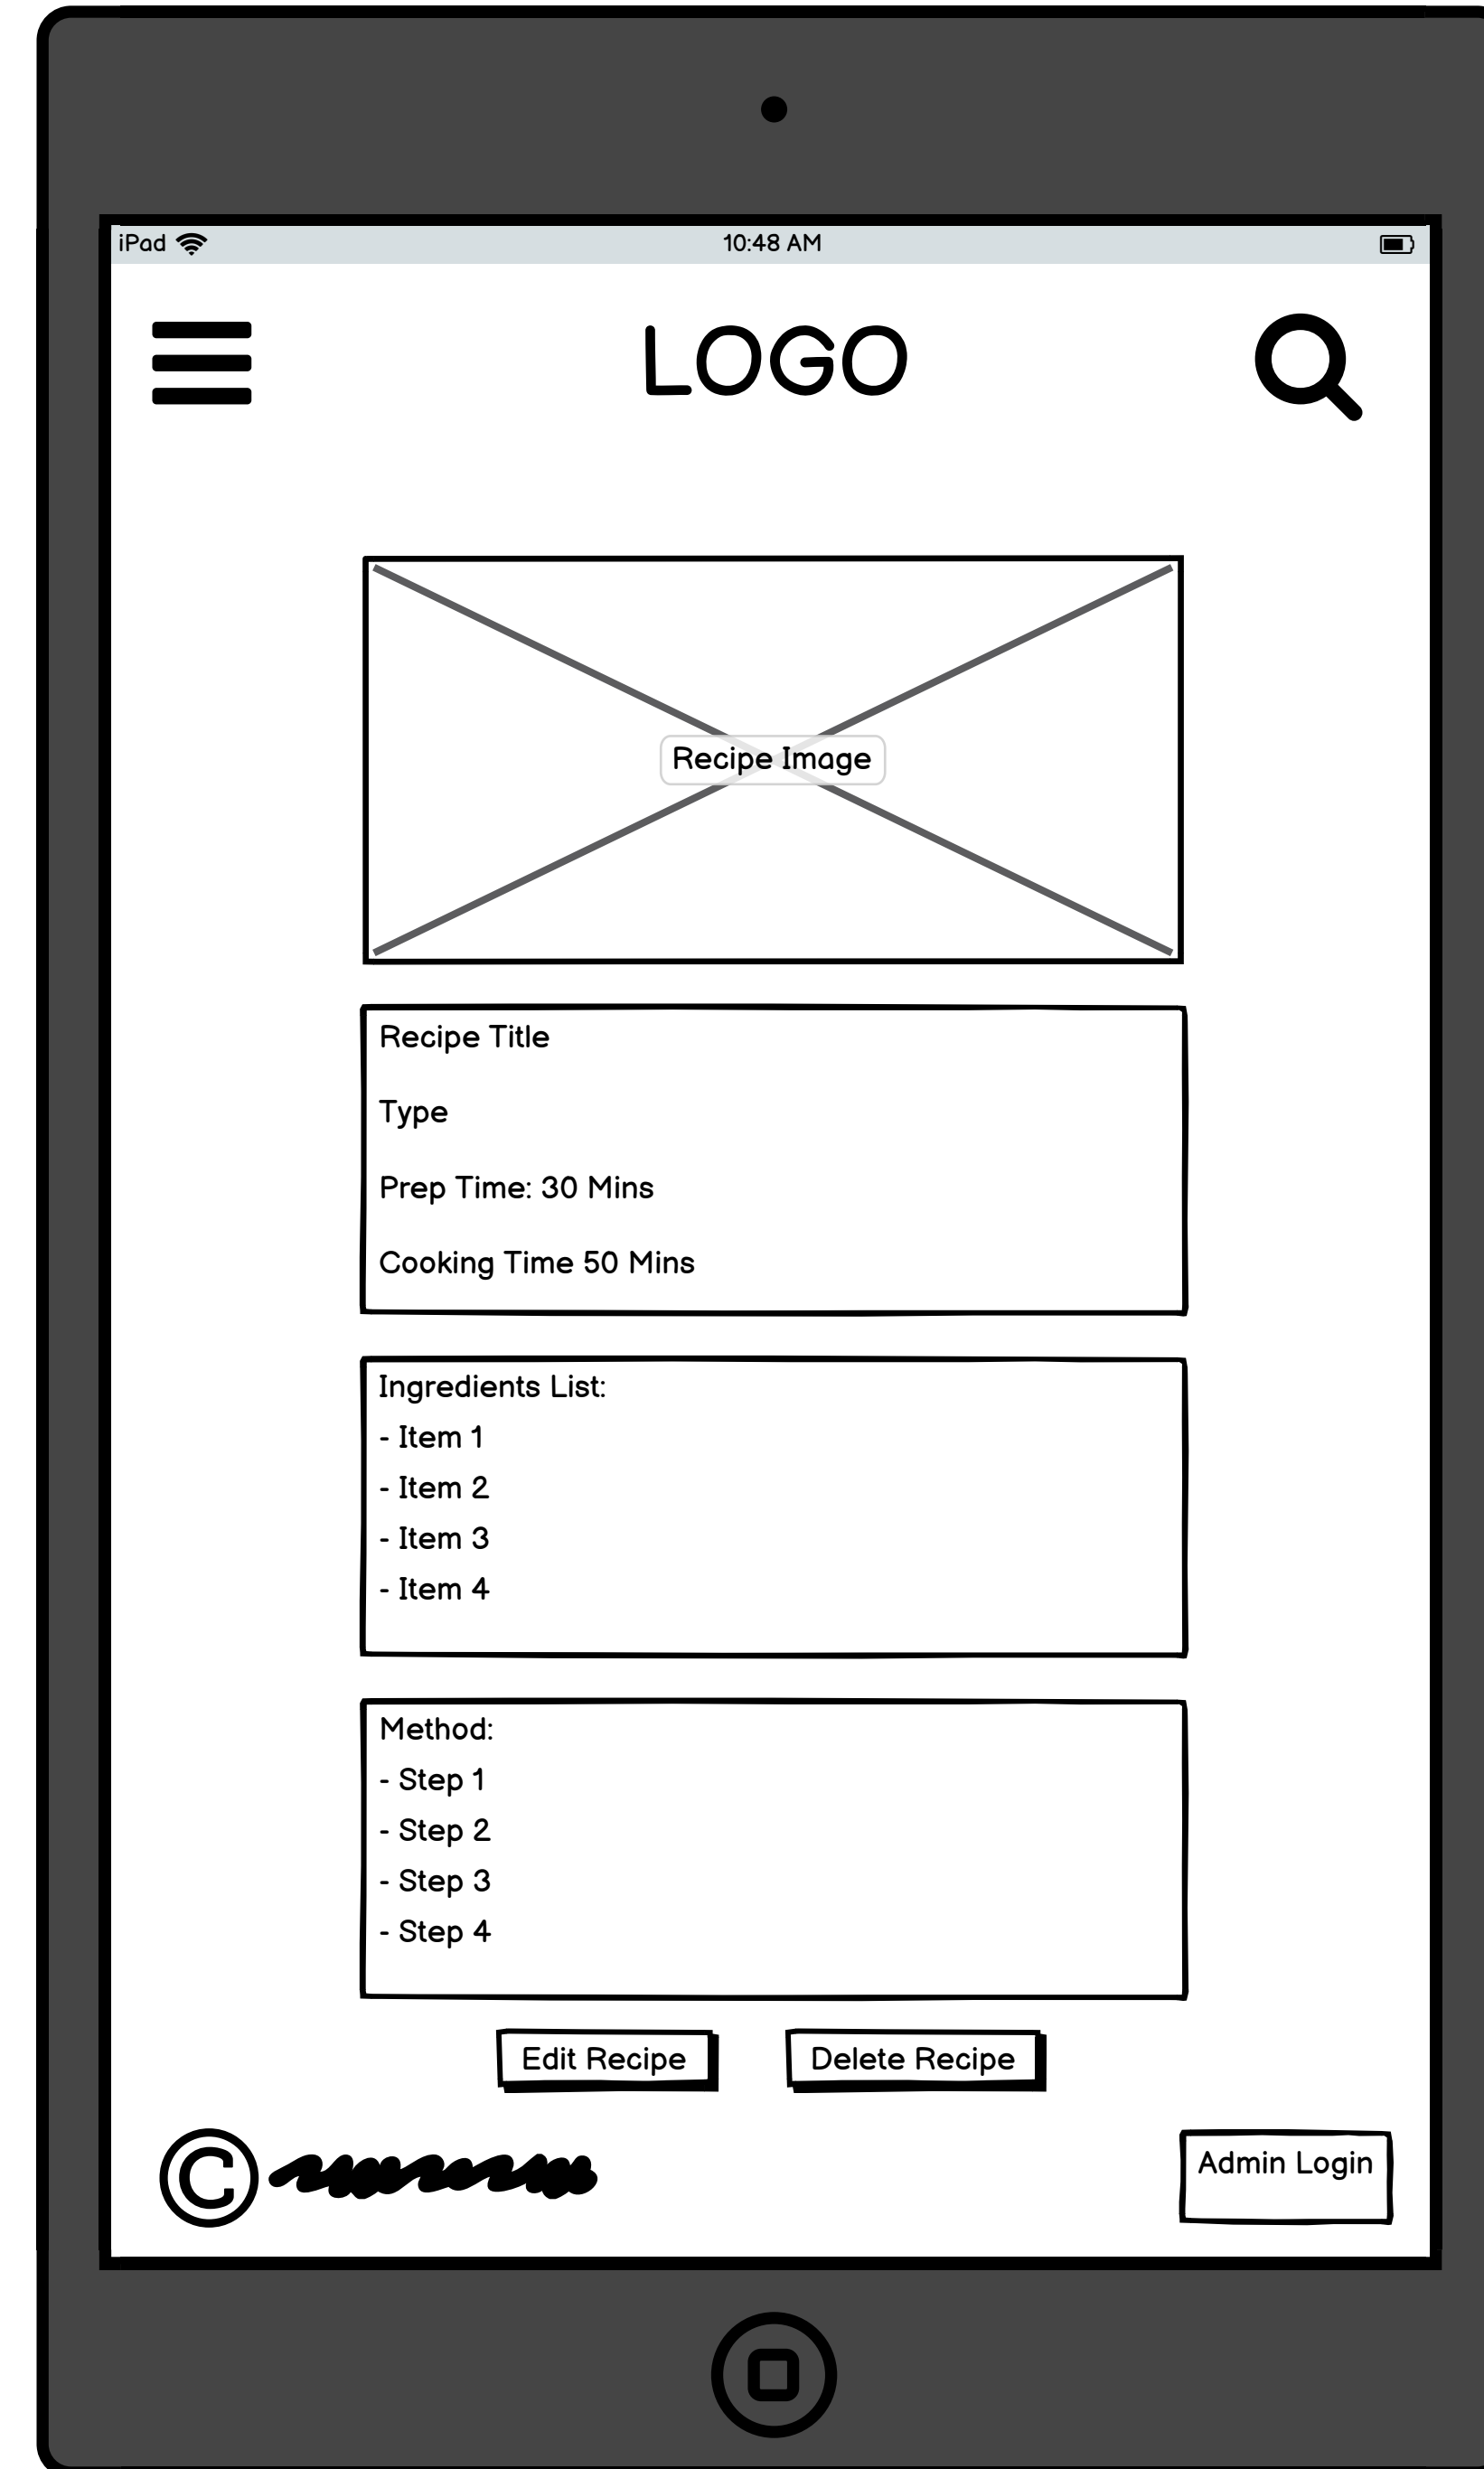 iPad 10:48 AM
LOGO
Recipe Image
Recipe Title
Type
Prep Time: 30 Mins
Cooking Time 50 Mins
Ingredients List:
- Item 1
- Item 2
- Item 3
- Item 4
Method:
- Step 1
- Step 2
- Step 3
- Step 4
Edit Recipe Delete Recipe
© Admin Login